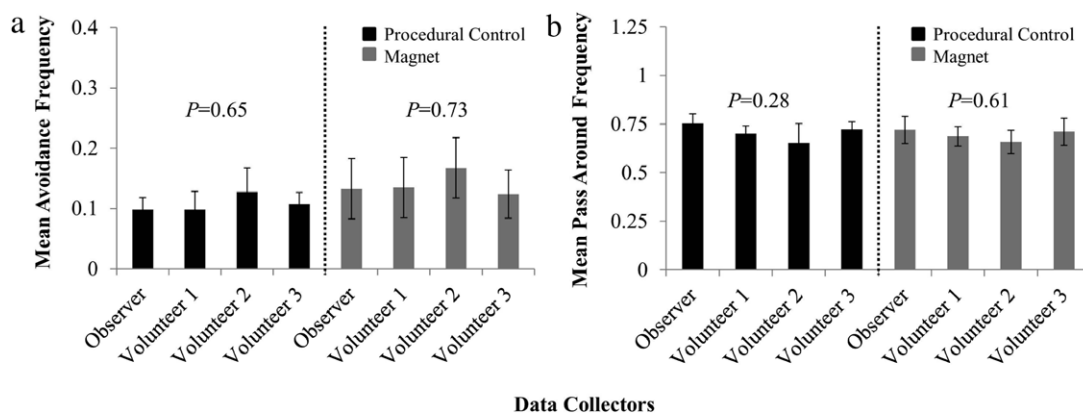 a
Mean Avoidance Frequency
0.4
0.3
0.2
0.1
0
Procedural Control
Magnet
P=0.65
P=0.73
Observer
Volunteer 1
Volunteer 2
Volunteer 3
Observer
Volunteer 1
Volunteer 2
Volunteer 3
b
Mean Pass Around Frequency
1.25
1
0.75
0.5
0.25
0
Procedural Control
Magnet
P=0.28
P=0.61
Observer
Volunteer 1
Volunteer 2
Volunteer 3
Observer
Volunteer 1
Volunteer 2
Volunteer 3
Data Collectors